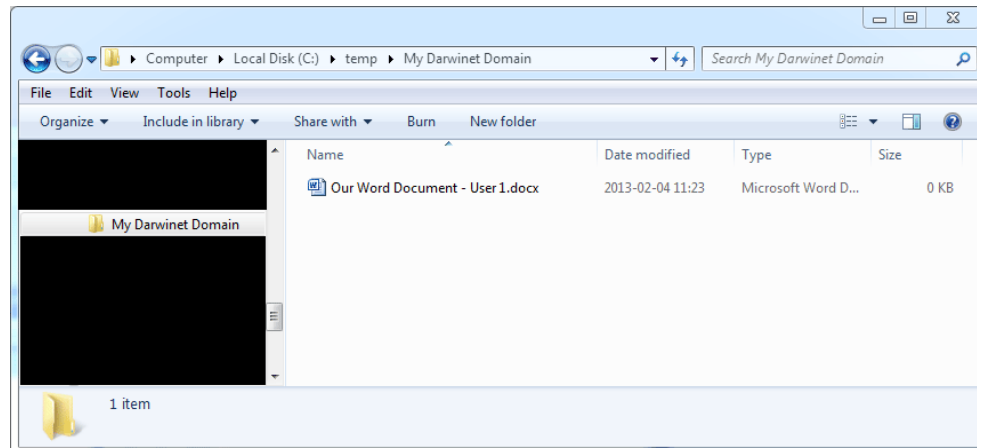 Computer Local Disk (C:) temp My Darwinet Domain Search My Darwinet Domain
File Edit View Tools Help
Organize Include in library Share with Burn New folder
Name Date modified Type Size
Our Word Document - User1.docx 2013-02-04 11:23 Microsoft Word D... 0 KB
My Darwinet Domain
1 item